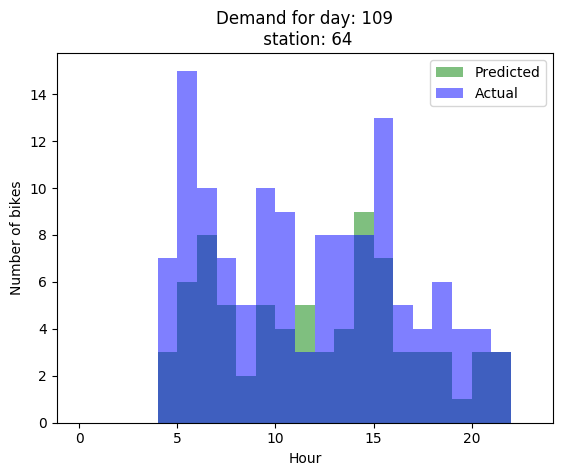 Demand for day: 109
station: 64
Predicted
Actual
Number of bikes
14
12
10
8
6
4
2
0
0 5 10 15 20
Hour